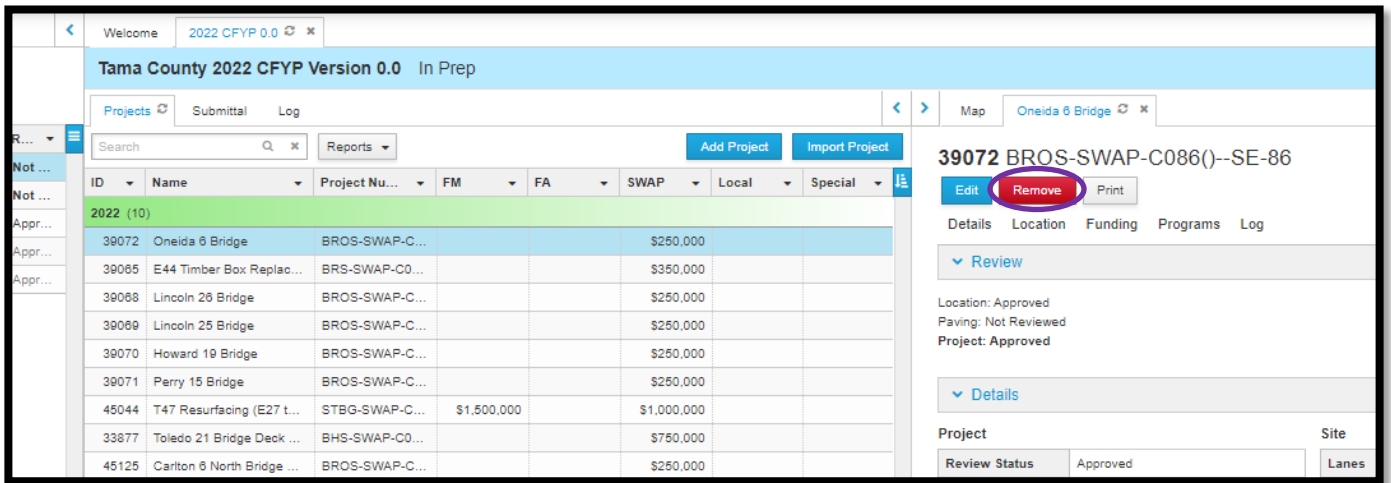 Welcome 2022 CFYP 0.0
Tama County 2022 CFYP Version 0.0 In Prep
Projects Submittal Log
Search Reports Add Project Import Project
ID Name Project Nu... FM FA SWAP Local Special
2022 (10)
39072 Oneida 6 Bridge BROS-SWAP-C... $250,000
39065 E44 Timber Box Replac... BRS-SWAP-C0... $350,000
39068 Lincoln 26 Bridge BROS-SWAP-C... $250,000
39069 Lincoln 25 Bridge BROS-SWAP-C... $250,000
39070 Howard 19 Bridge BROS-SWAP-C... $250,000
39071 Perry 15 Bridge BROS-SWAP-C... $250,000
45044 T47 Resurfacing (E27 t... STBG-SWAP-C... $1,500,000 $1,000,000
33877 Toledo 21 Bridge Deck ... BHS-SWAP-C0... $750,000
45125 Carlton 6 North Bridge ... BROS-SWAP-C... $250,000
R...
Not ...
Not ...
Appr...
Appr...
Appr...
Map Oneida 6 Bridge
39072 BROS-SWAP-C086()--SE-86
Edit Remove Print
Details Location Funding Programs Log
Review
Location: Approved
Paving: Not Reviewed
Project: Approved
Details
Project Site
Review Status Approved Lanes